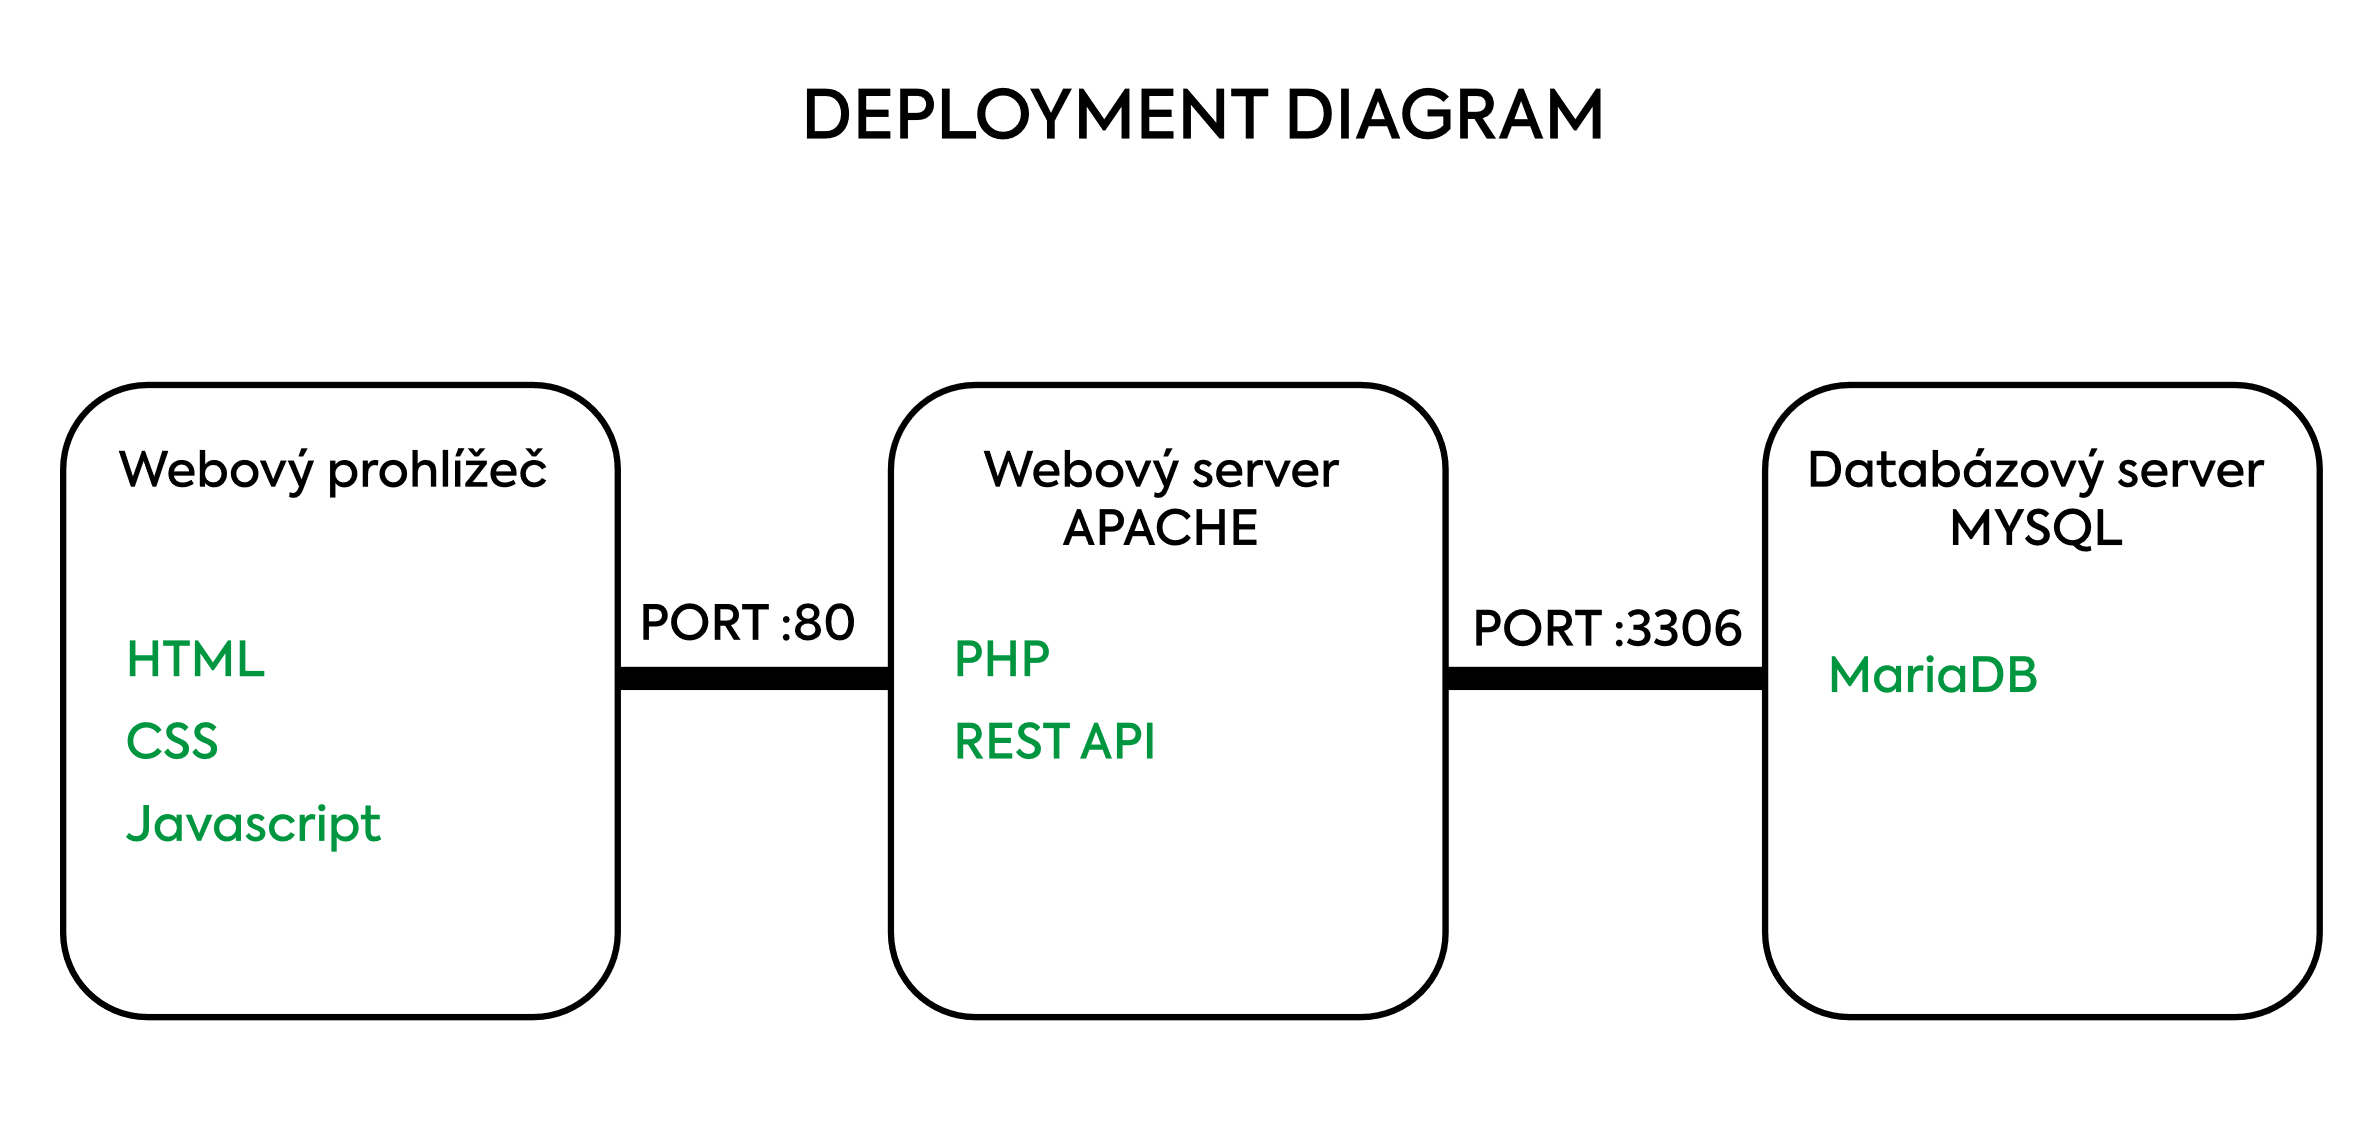 DEPLOYMENT DIAGRAM
Webový prohlížeč
HTML
CSS
Javascript
PORT :80
Webový server
APACHE
PHP
REST API
PORT :3306
Databázový server
MYSQL
MariaDB